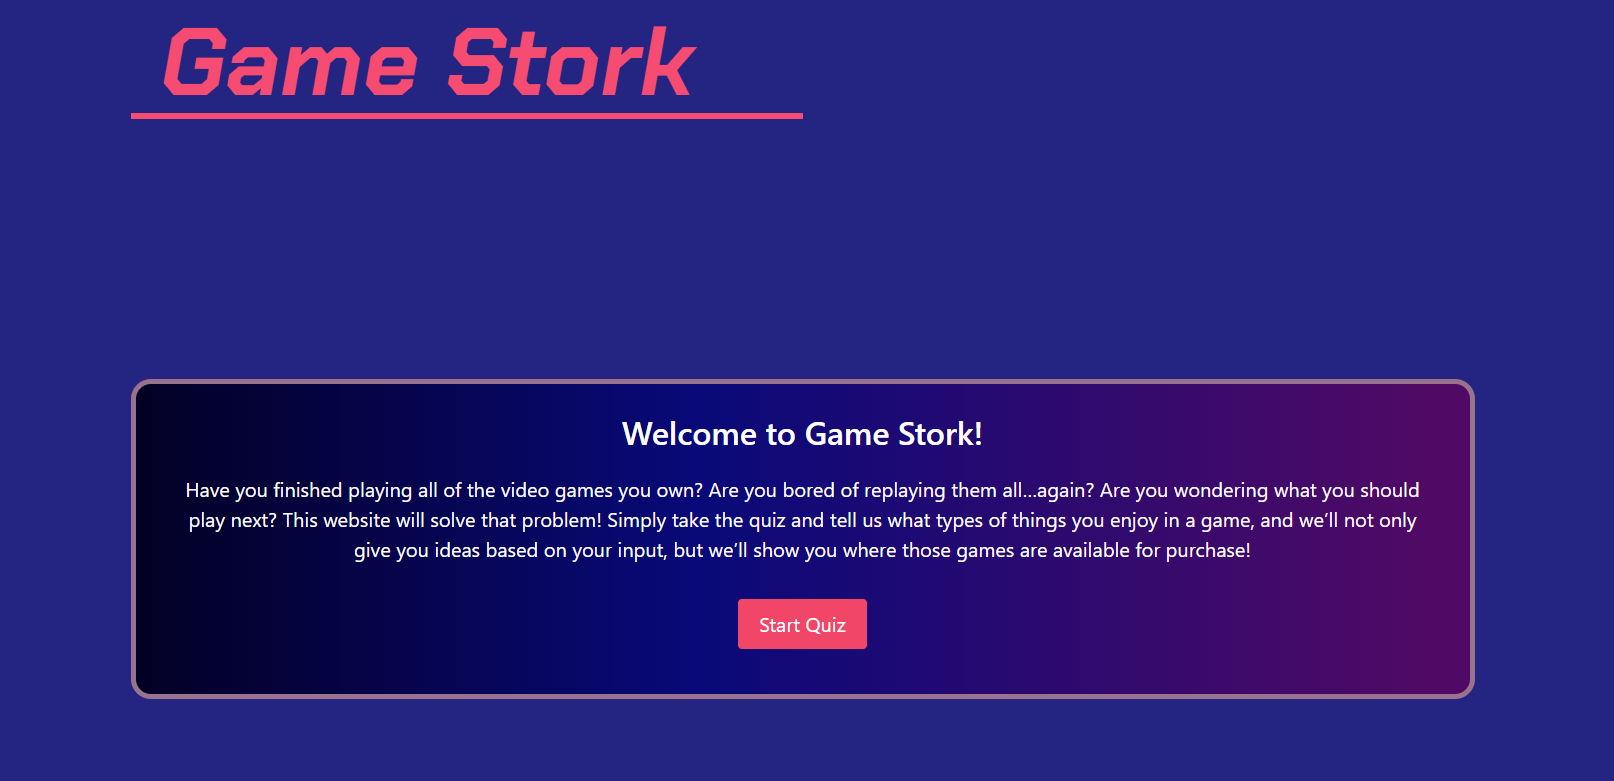 Game Stork
Welcome to Game Stork!
Have you finished playing all of the video games you own? Are you bored of replaying them all...again? Are you wondering what you should
play next? This website will solve that problem! Simply take the quiz and tell us what types of things you enjoy in a game, and we’ll not only
give you ideas based on your input, but we’ll show you where those games are available for purchase!
Start Quiz